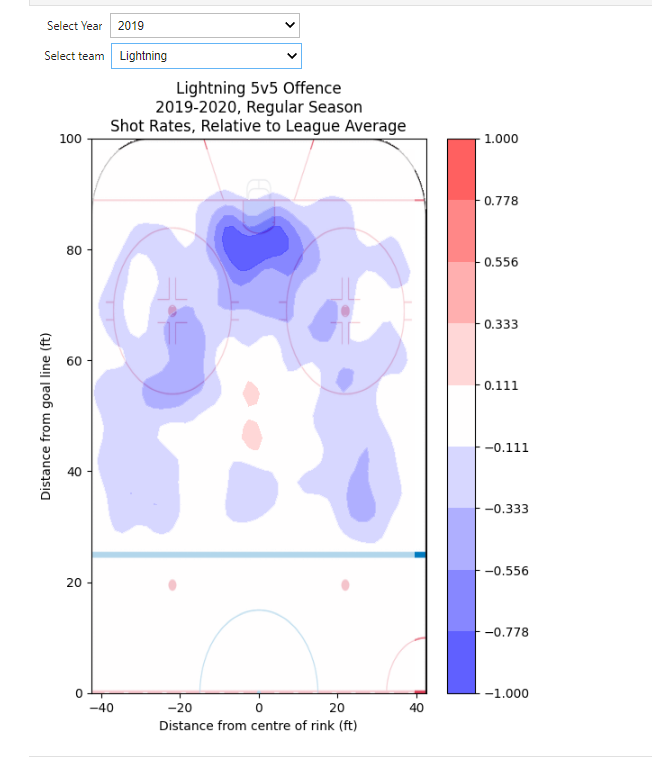 Select Year 2019
Select team Lightning
Lightning 5v5 Offence
2019-2020, Regular Season
Shot Rates, Relative to League Average
100
80
60
40
20
0
Distance from goal line (ft)
−40 −20 0 20 40
Distance from centre of rink (ft)
1.000
0.778
0.556
0.333
0.111
−0.111
−0.333
−0.556
−0.778
−1.000